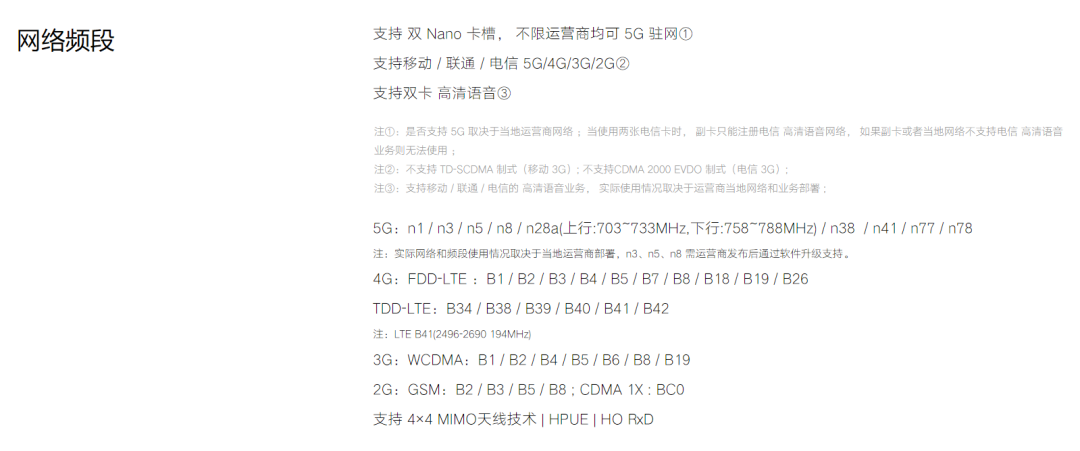 网络频段
支持 双 Nano 卡槽， 不限运营商均可 5G 驻网①
支持移动 / 联通 / 电信 5G/4G/3G/2G②
支持双卡 高清语音③
注①：是否支持 5G 取决于当地运营商网络 ；当使用两张电信卡时， 副卡只能注册电信 高清语音网络， 如果副卡或者当地网络不支持电信 高清语音
业务则无法使用 ；
注②：不支持 TD-SCDMA 制式（移动 3G）；不支持CDMA 2000 EVDO 制式（电信 3G）；
注③：支持移动 / 联通 / 电信的 高清语音业务， 实际使用情况取决于运营商当地网络和业务部署 ；
5G：n1 / n3 / n5 / n8 / n28a(上行:703~733MHz,下行:758~788MHz) / n38 / n41 / n77 / n78
注：实际网络和频段使用情况取决于当地运营商部署，n3、n5、n8 需运营商发布后通过软件升级支持。
4G：FDD-LTE ：B1 / B2 / B3 / B4 / B5 / B7 / B8 / B18 / B19 / B26
TDD-LTE：B34 / B38 / B39 / B40 / B41 / B42
注：LTE B41(2496-2690 194MHz)
3G：WCDMA：B1 / B2 / B4 / B5 / B6 / B8 / B19
2G：GSM：B2 / B3 / B5 / B8 ; CDMA 1X : BC0
支持 4×4 MIMO天线技术 | HPUE | HO RxD